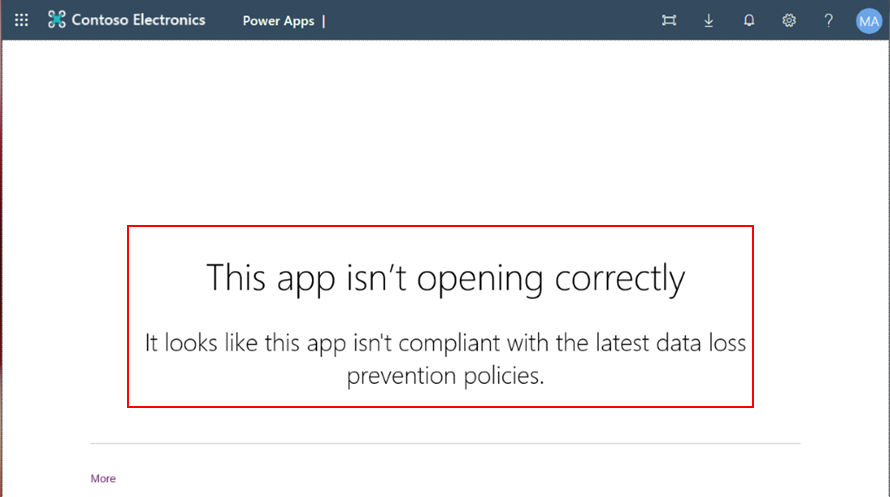 Contoso Electronics Power Apps |
?
MA
This app isn’t opening correctly
It looks like this app isn't compliant with the latest data loss
prevention policies.
More